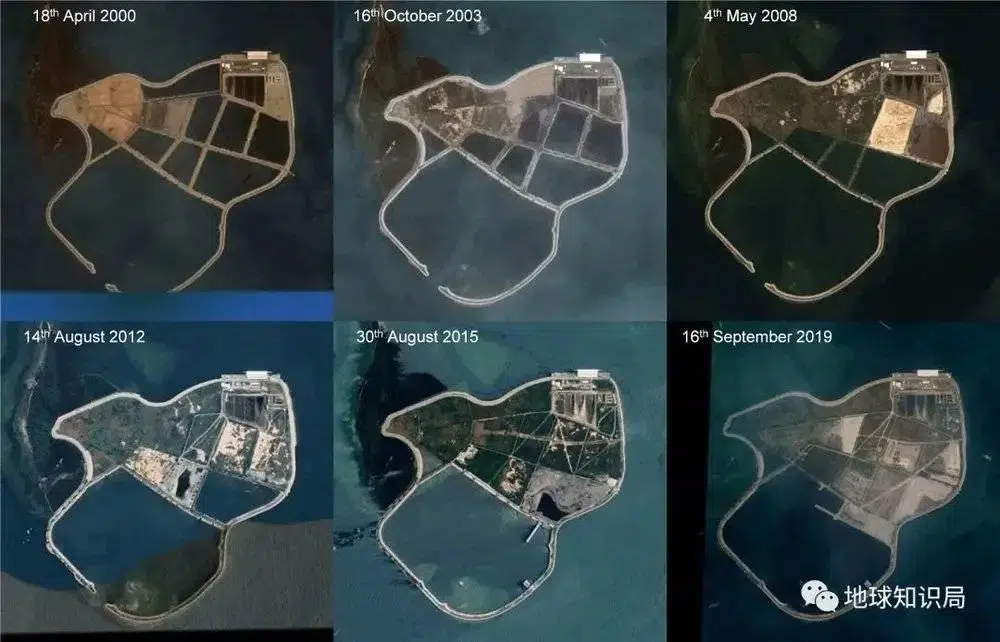 18th April 2000
16th October 2003
4th May 2008
14th August 2012
30th August 2015
16th September 2019
地球知识局